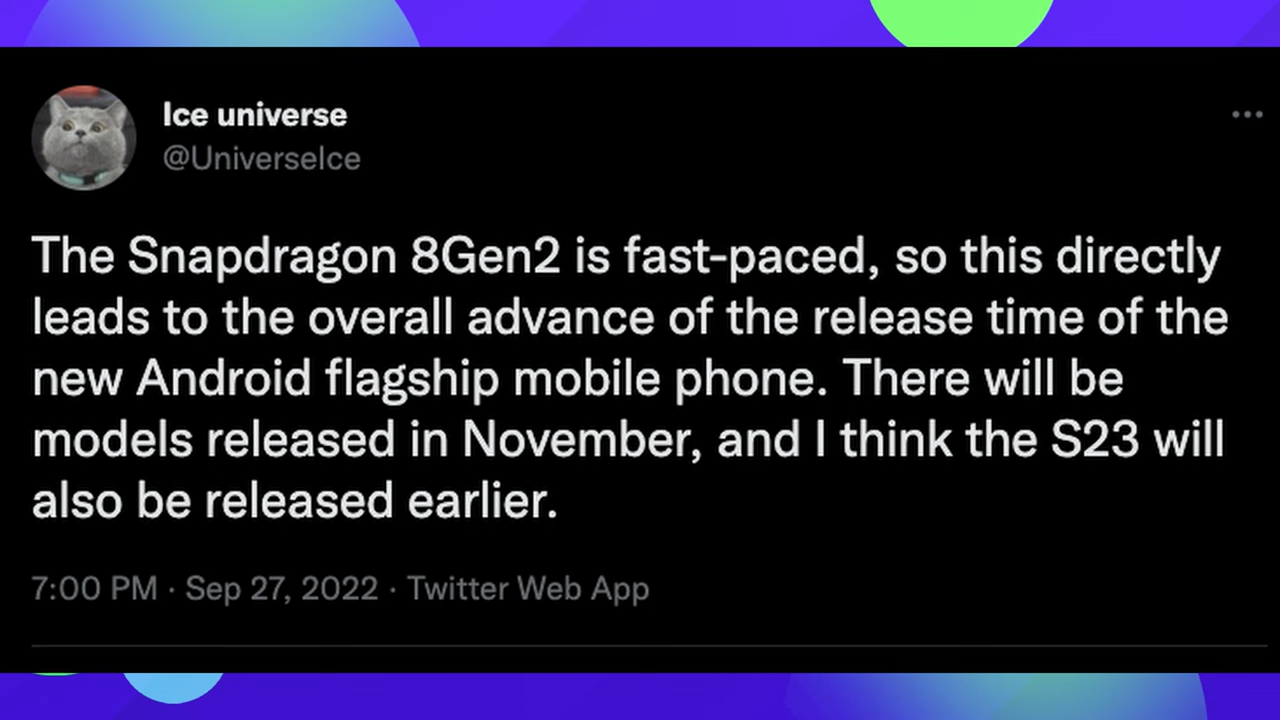 Ice universe
@UniverseIce
The Snapdragon 8Gen2 is fast-paced, so this directly
leads to the overall advance of the release time of the
new Android flagship mobile phone. There will be
models released in November, and I think the S23 will
also be released earlier.
7:00 PM · Sep 27, 2022 · Twitter Web App